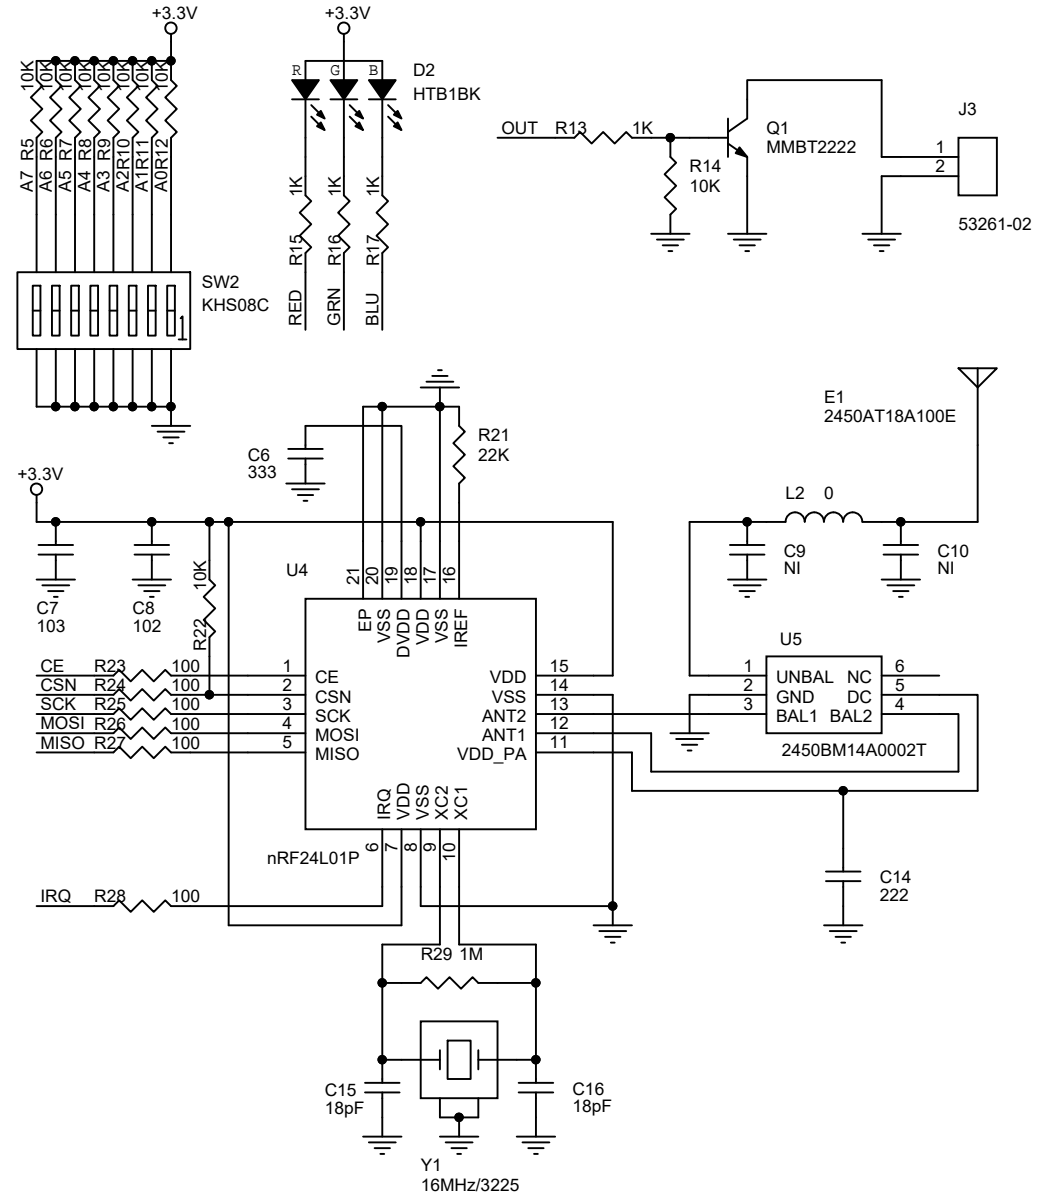 +3.3V
10K 10K 10K 10K 10K 10K 10K 10K
A7 R5
A6 R6
A5 R7
A4 R8
A3 R9
A2R10
A1R11
A0R12
SW2
KHS08C
1
+3.3V
R G B
D2
HTB1BK
1K 1K 1K
R15 R16 R17
RED GRN BLU
OUT R13 1K
R14
10K
Q1
MMBT2222
J3
1
2
53261-02
E1
2450AT18A100E
L2 0
C9
NI
C10
NI
C6
333
R21
22K
+3.3V
C7
103
C8
102
10K
R22
U4
21 20 19 18 17 16
EP VSS DVDD VDD VSS IREF
CE R23 100 1 CE
CSN R24 100 2 CSN
SCK R25 100 3 SCK
MOSI R26 100 4 MOSI
MISO R27 100 5 MISO
VDD 15
VSS 14
ANT2 13
ANT1 12
VDD_PA 11
IRQ VDD VSS XC2 XC1
6 7 8 9 10
nRF24L01P
U5
1 UNBAL NC 6
2 GND DC 5
3 BAL1 BAL2 4
2450BM14A0002T
C14
222
IRQ R28 100
R29 1M
C15
18pF
C16
18pF
Y1
16MHz/3225